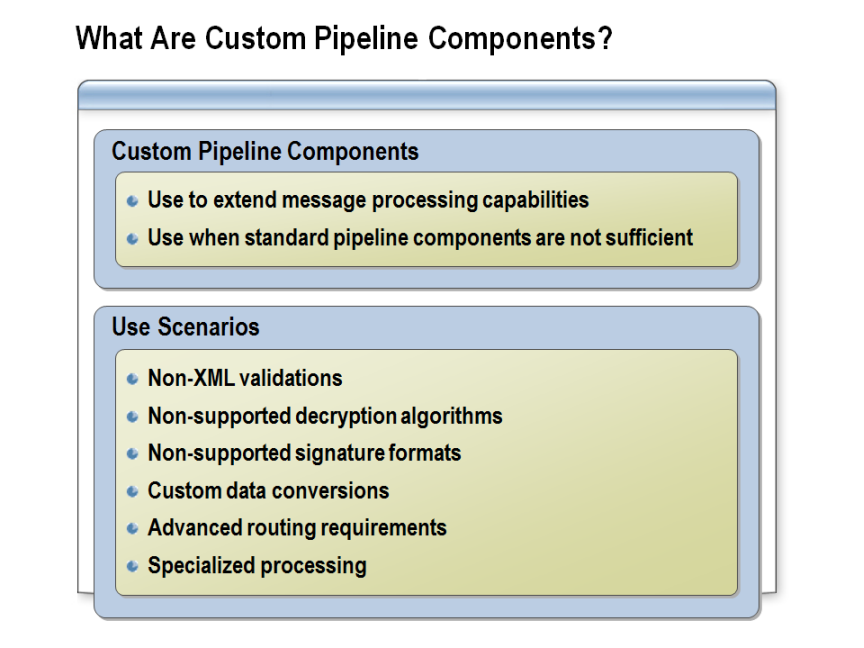 What Are Custom Pipeline Components?
Custom Pipeline Components
Use to extend message processing capabilities
Use when standard pipeline components are not sufficient
Use Scenarios
Non-XML validations
Non-supported decryption algorithms
Non-supported signature formats
Custom data conversions
Advanced routing requirements
Specialized processing